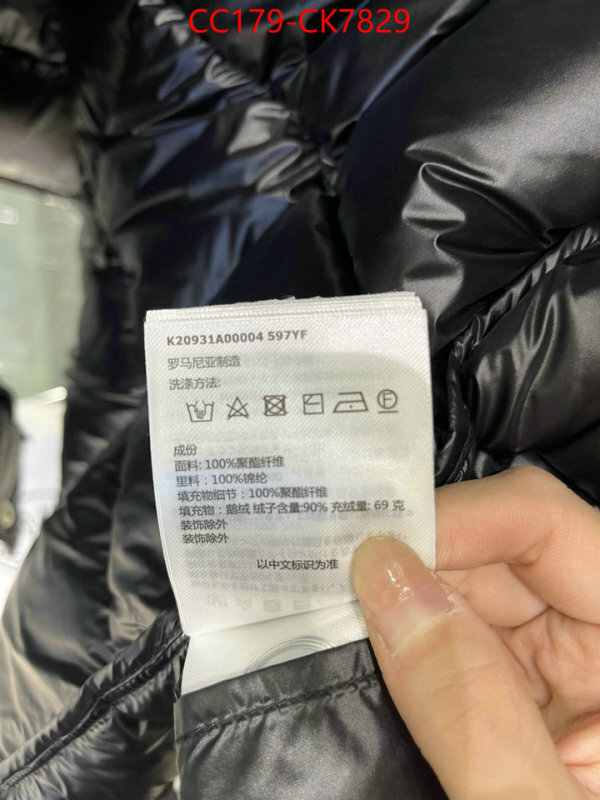 CC179-CK7829
K20931A00004 597YF
罗马尼亚制造
洗涤方法:
成份
面料: 100%聚酯纤维
里料：100%锦纶
填充物细节：100%聚酯纤维
填充物：鹅绒 绒子含量:90% 充绒量: 69 克
装饰除外
装饰除外
以中文标识为准